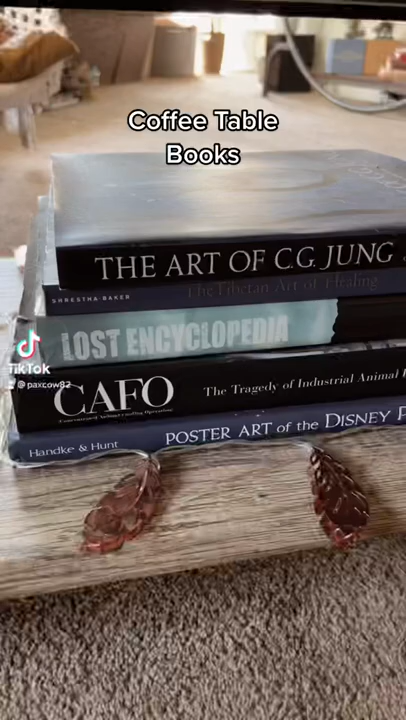 Coffee Table
Books
THE ART OF C.G. JUNG
SHRESTHA-BAKER The Tibetan Art of Healing
LOST ENCYCLOPEDIA
CAFO The Tragedy of Industrial Animal
Handke & Hunt POSTER ART of the DISNEY P
TikTok
@paxcow82